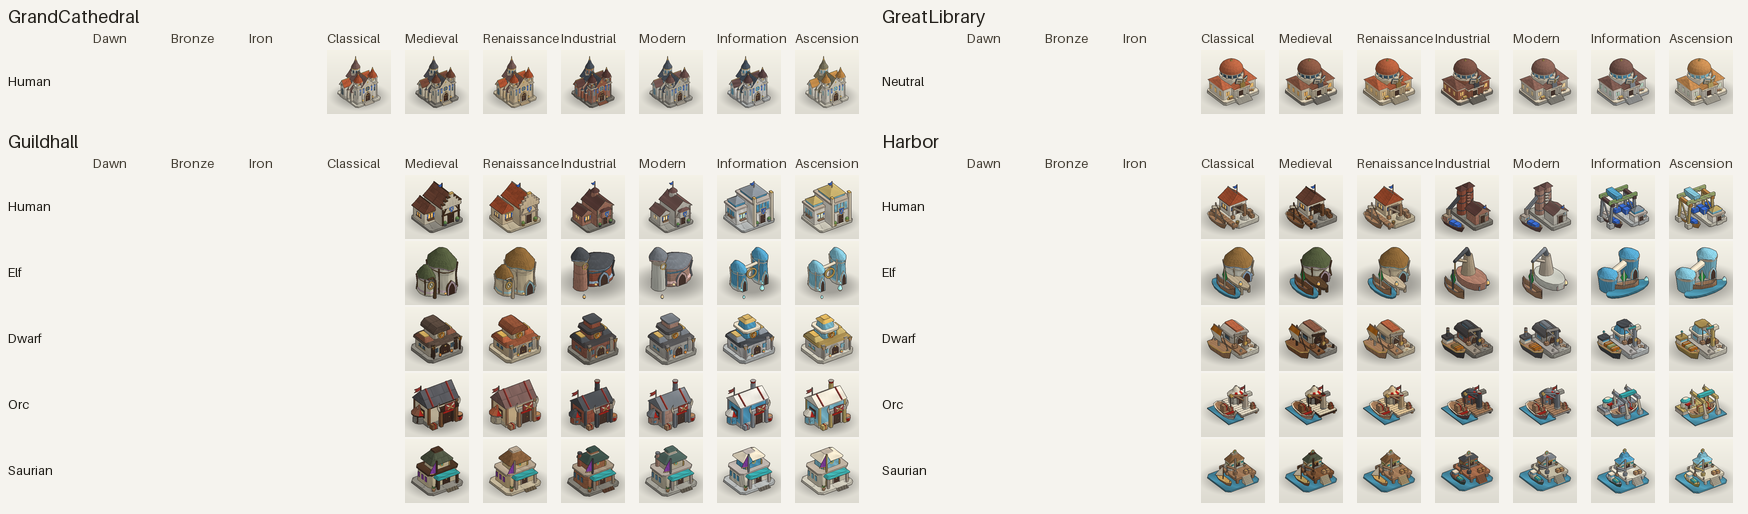 GrandCathedral
Dawn Bronze Iron Classical Medieval Renaissance Industrial Modern Information Ascension
Human
GreatLibrary
Dawn Bronze Iron Classical Medieval Renaissance Industrial Modern Information Ascension
Neutral
Guildhall
Dawn Bronze Iron Classical Medieval Renaissance Industrial Modern Information Ascension
Human
Elf
Dwarf
Orc
Saurian
Harbor
Dawn Bronze Iron Classical Medieval Renaissance Industrial Modern Information Ascension
Human
Elf
Dwarf
Orc
Saurian